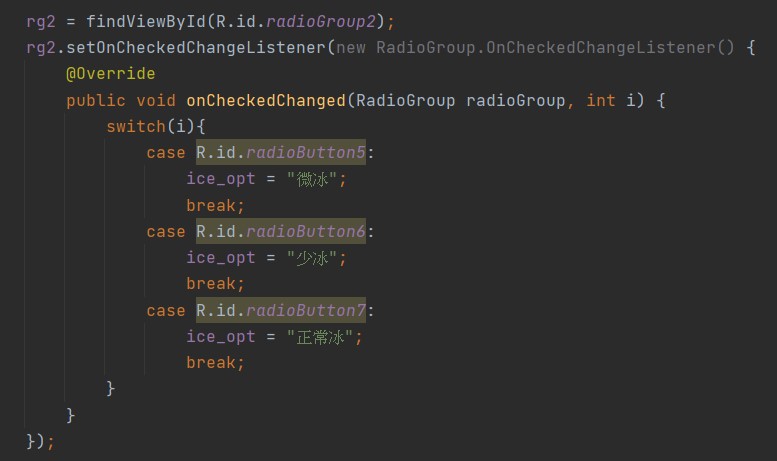 rg2 = findViewById(R.id.radioGroup2);
rg2.setOnCheckedChangeListener(new RadioGroup.OnCheckedChangeListener() {
    @Override
    public void onCheckedChanged(RadioGroup radioGroup, int i) {
        switch(i){
            case R.id.radioButton5:
                ice_opt = "微冰";
                break;
            case R.id.radioButton6:
                ice_opt = "少冰";
                break;
            case R.id.radioButton7:
                ice_opt = "正常冰";
                break;
        }
    }
});